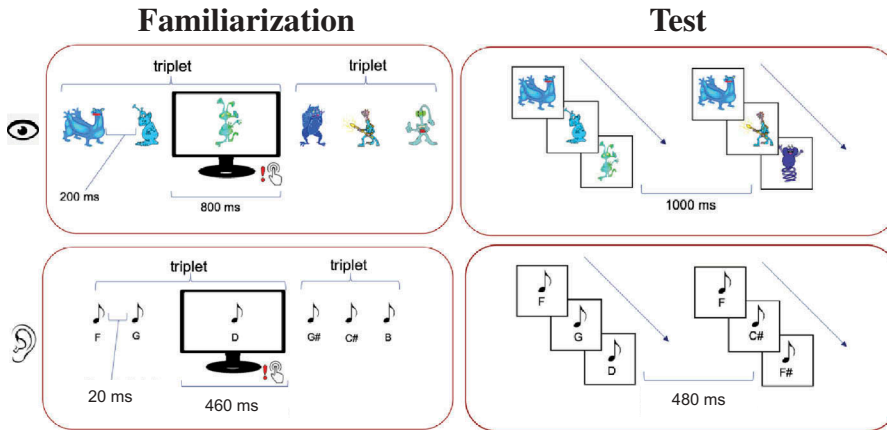 Familiarization
Test
triplet
triplet
200 ms
800 ms
1000 ms
triplet
triplet
F
G
D
G#
C#
B
20 ms
460 ms
F
G
D
F
C#
F#
480 ms